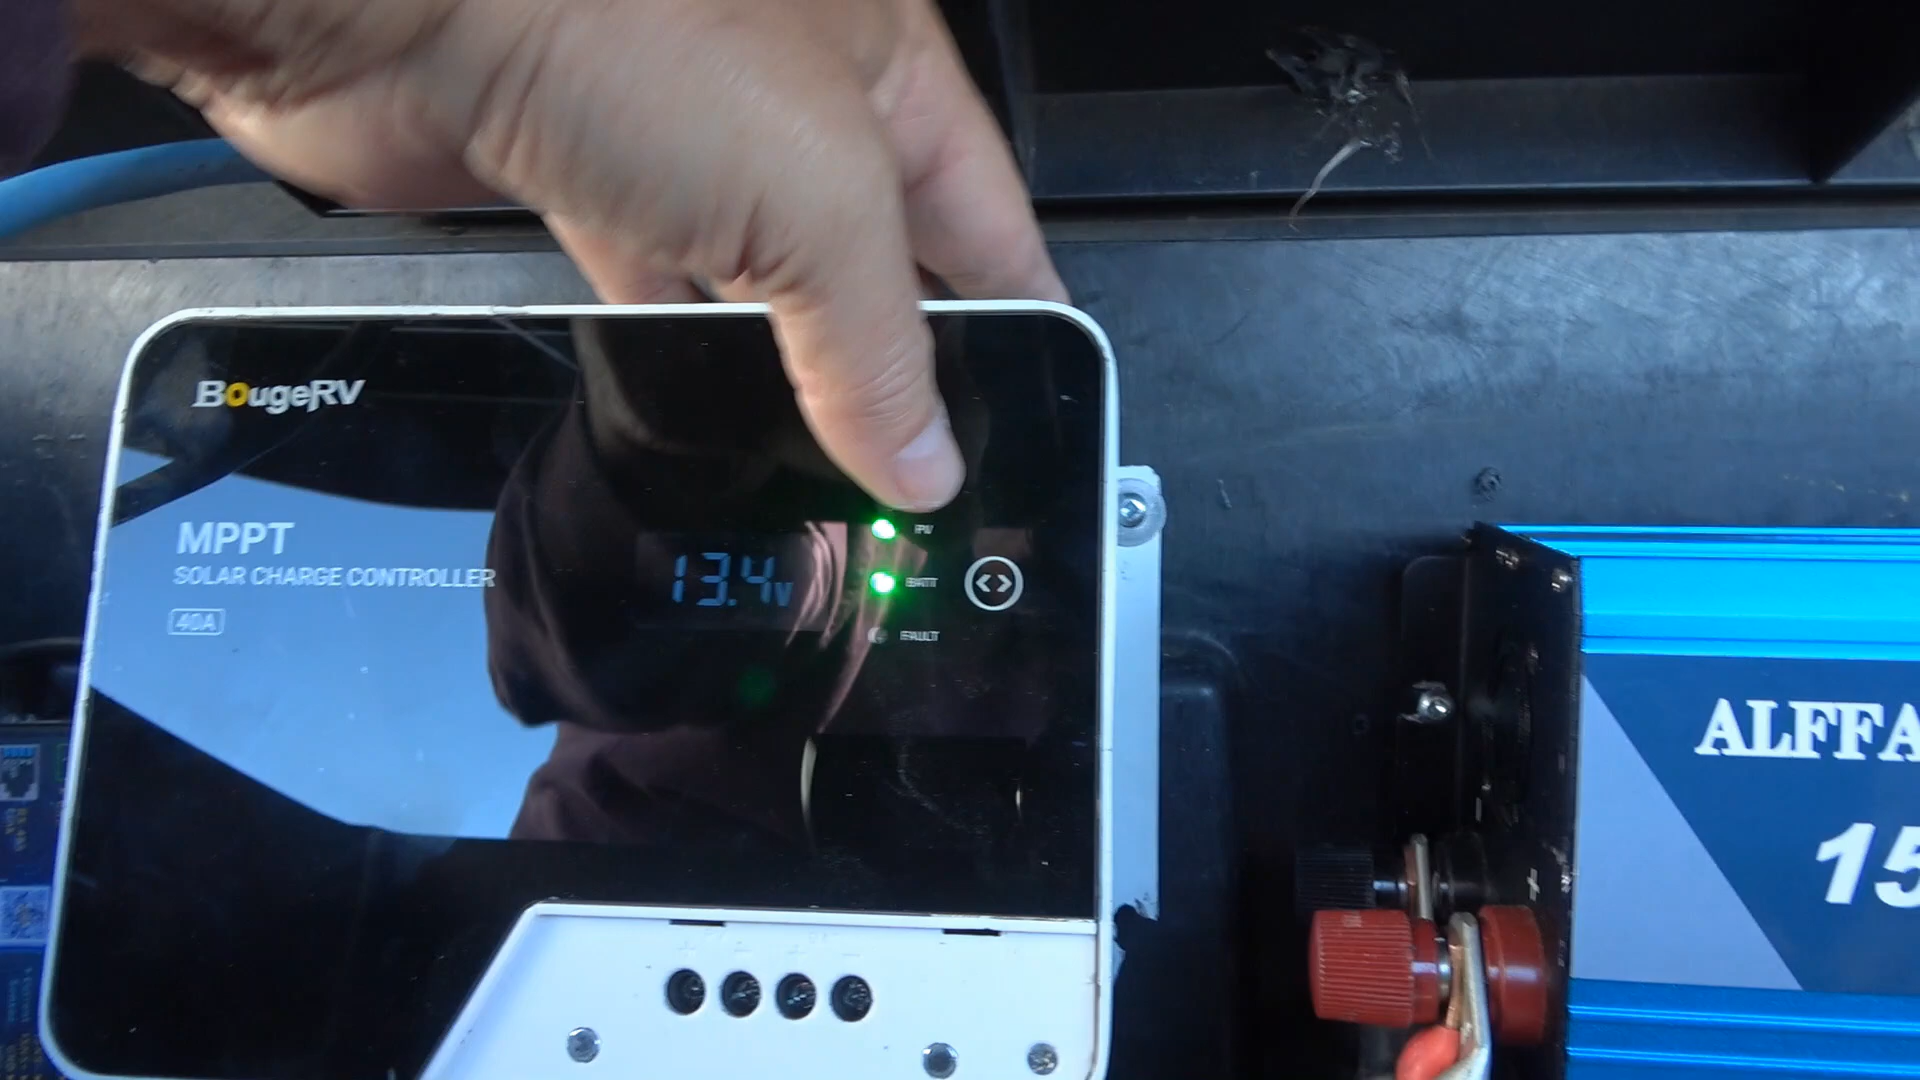 BougeRV
MPPT
SOLAR CHARGE CONTROLLER
40A
13.4v
PV
BATT
FAULT
ALFFA
15